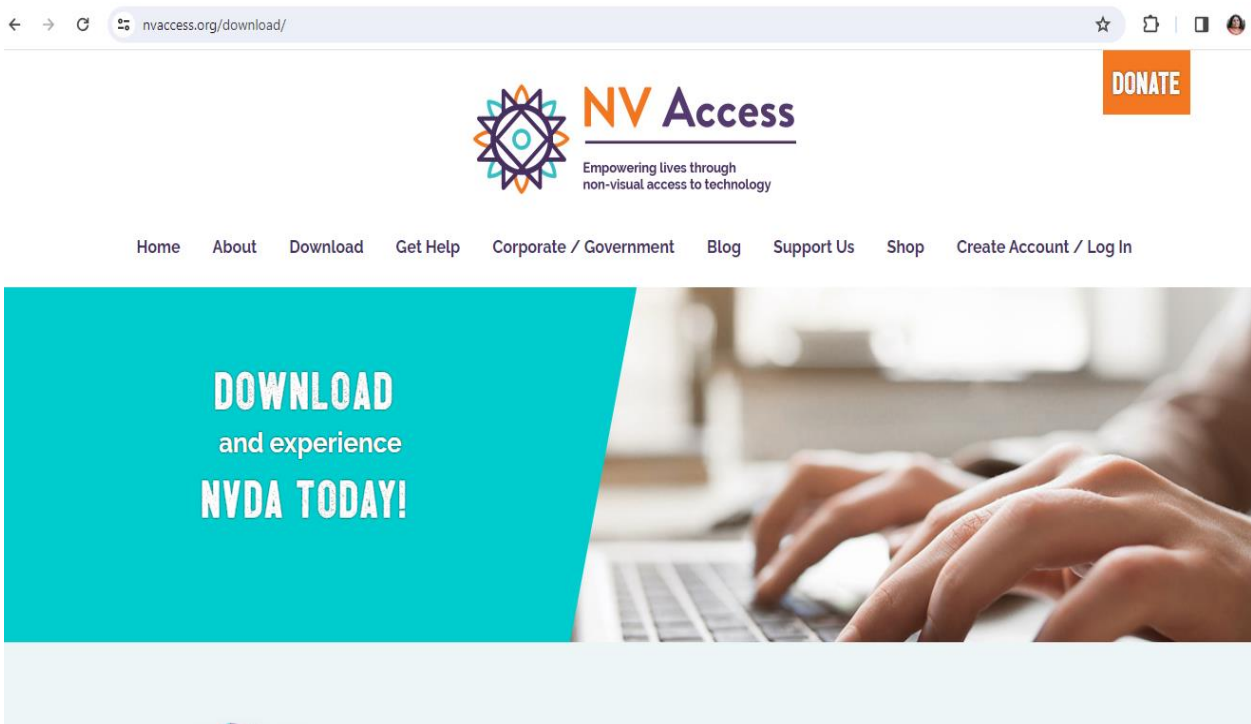 nvaccess.org/download/
DONATE
NV Access
Empowering lives through
non-visual access to technology
Home About Download Get Help Corporate / Government Blog Support Us Shop Create Account / Log In
DOWNLOAD
and experience
NVDA TODAY!